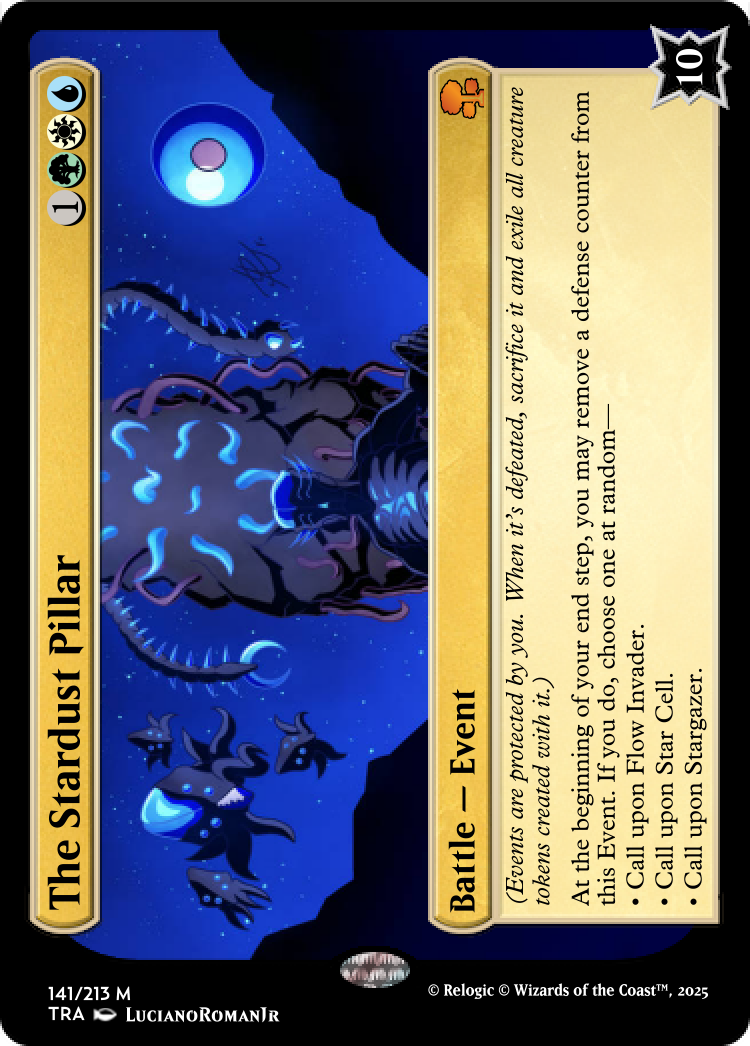 The Stardust Pillar 1
Battle — Event
(Events are protected by you. When it’s defeated, sacrifice it and exile all creature
tokens created with it.)
At the beginning of your end step, you may remove a defense counter from
this Event. If you do, choose one at random—
• Call upon Flow Invader.
• Call upon Star Cell.
• Call upon Stargazer.
10
141/213 M
TRA LucianoRomanJr
© Relogic © Wizards of the Coast™, 2025